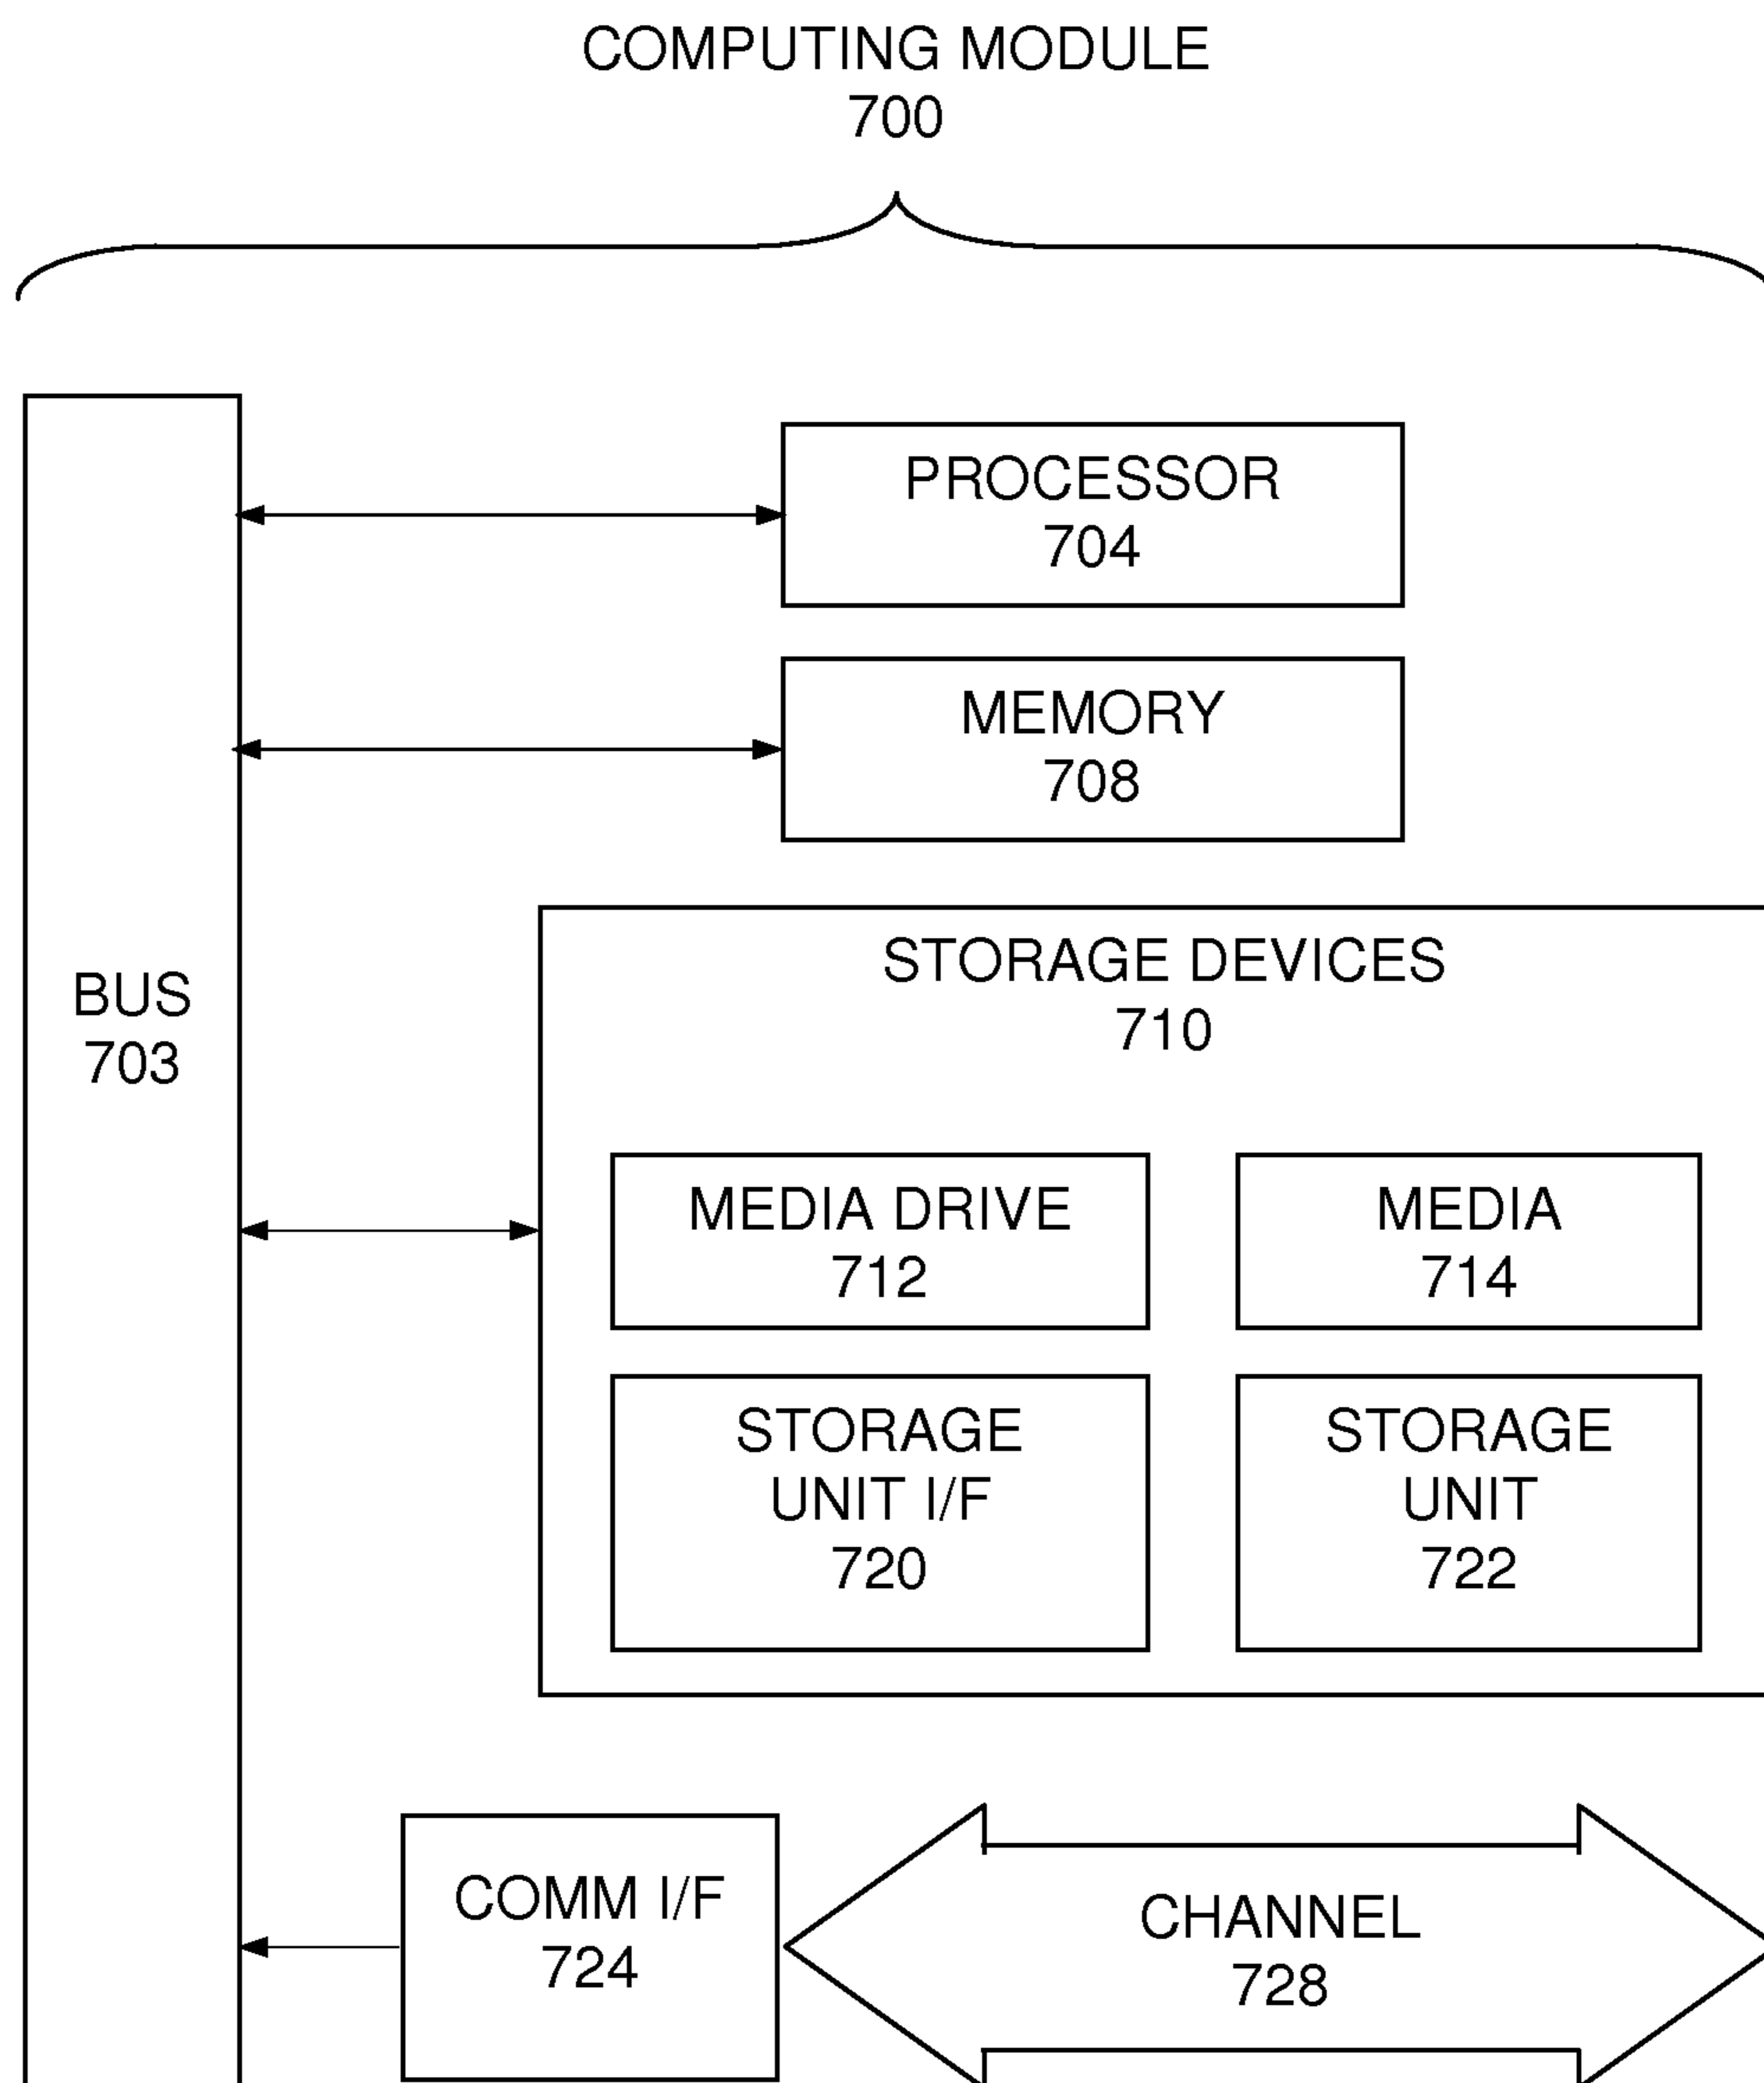 COMPUTING MODULE
700
PROCESSOR
704
MEMORY
708
BUS
703
STORAGE DEVICES
710
MEDIA DRIVE
712
MEDIA
714
STORAGE
UNIT I/F
720
STORAGE
UNIT
722
COMM I/F
724
CHANNEL
728